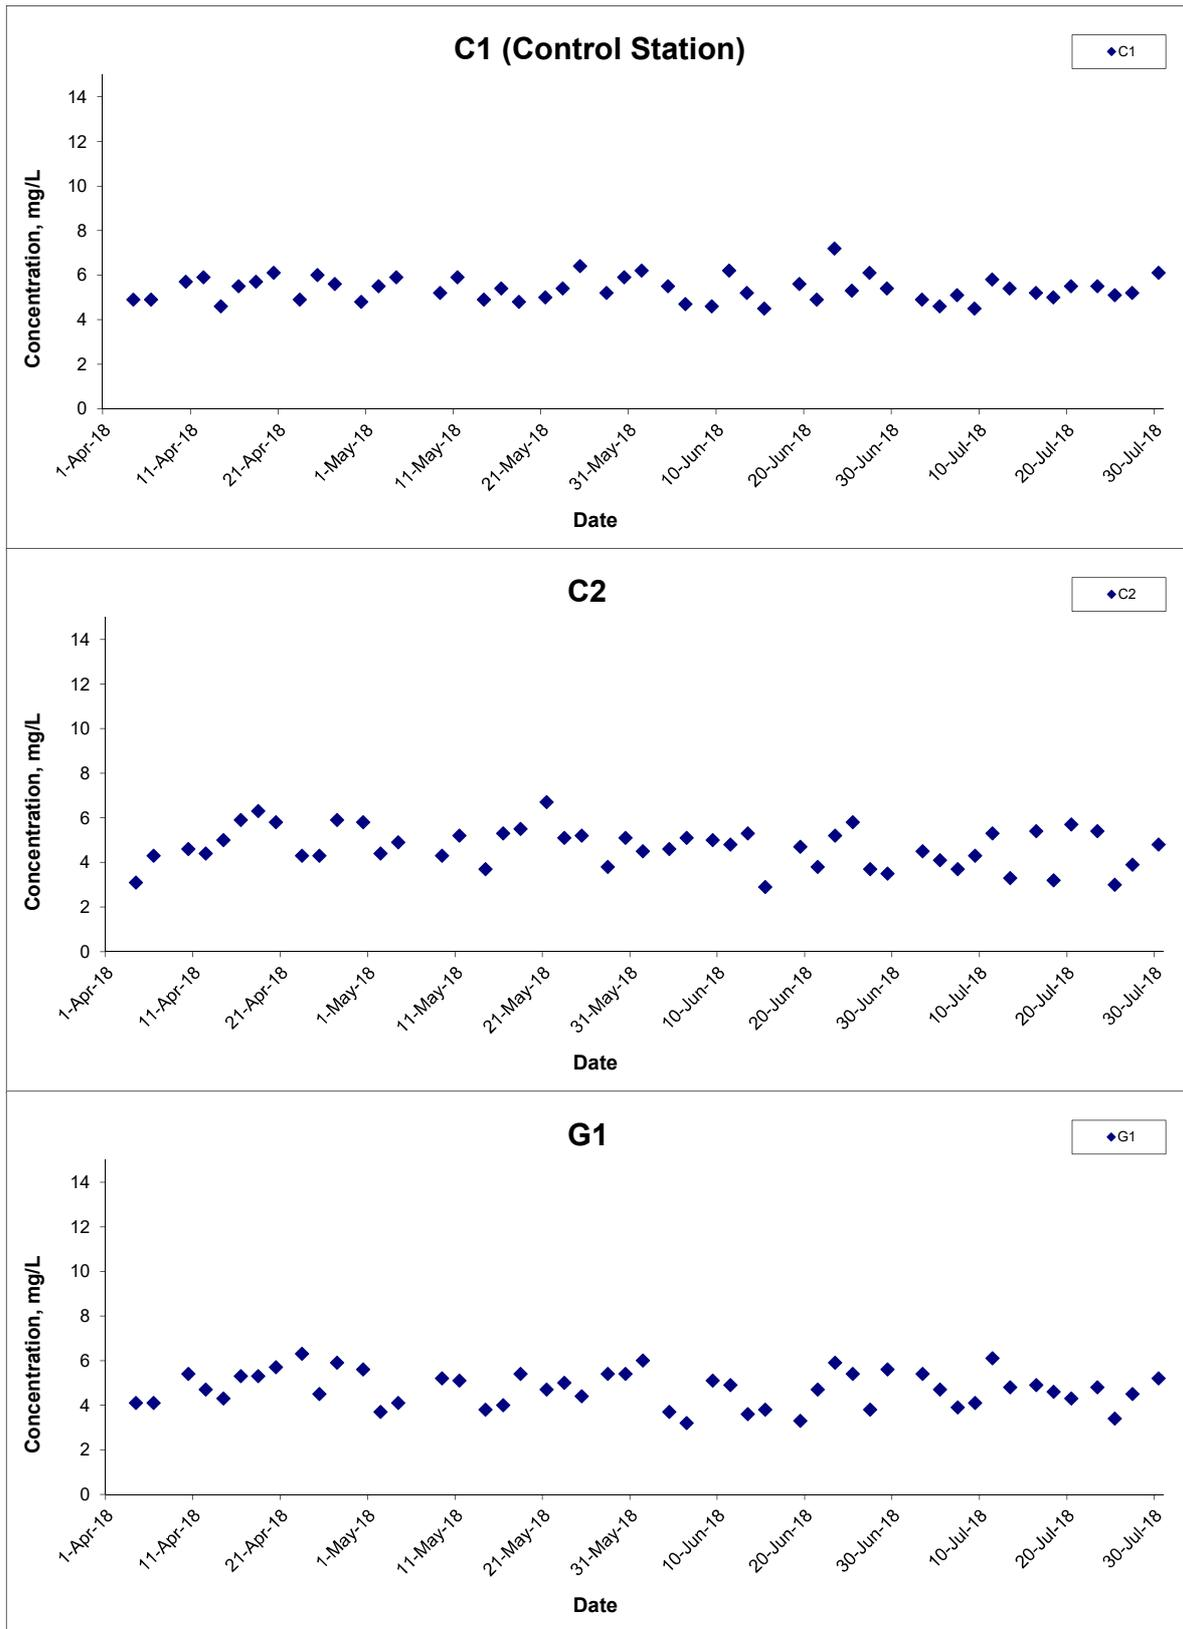 C1 (Control Station)
C1
14
12
10
8
6
4
2
0
Concentration, mg/L
1-Apr-18
11-Apr-18
21-Apr-18
1-May-18
11-May-18
21-May-18
31-May-18
10-Jun-18
20-Jun-18
30-Jun-18
10-Jul-18
20-Jul-18
30-Jul-18
Date
C2
C2
14
12
10
8
6
4
2
0
Concentration, mg/L
1-Apr-18
11-Apr-18
21-Apr-18
1-May-18
11-May-18
21-May-18
31-May-18
10-Jun-18
20-Jun-18
30-Jun-18
10-Jul-18
20-Jul-18
30-Jul-18
Date
G1
G1
14
12
10
8
6
4
2
0
Concentration, mg/L
1-Apr-18
11-Apr-18
21-Apr-18
1-May-18
11-May-18
21-May-18
31-May-18
10-Jun-18
20-Jun-18
30-Jun-18
10-Jul-18
20-Jul-18
30-Jul-18
Date